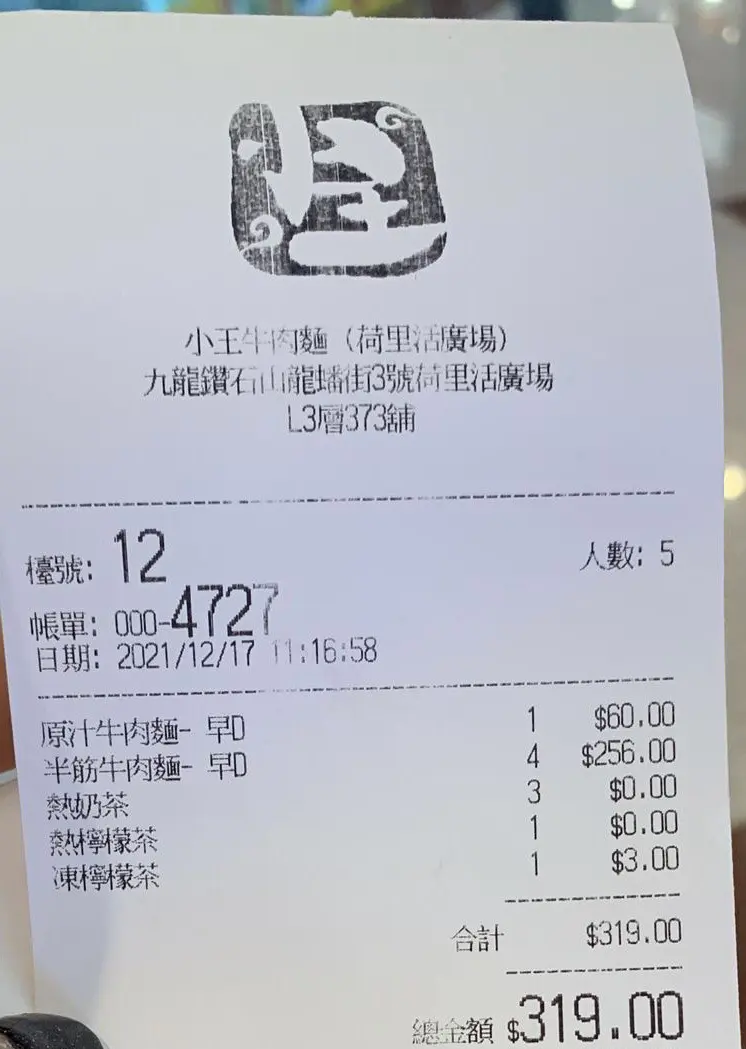 小王牛肉麵（荷里活廣場）
九龍鑽石山龍蟠街3號荷里活廣場
L3層373舖
檯號: 12 人數: 5
帳單: 000-4727
日期: 2021/12/17 11:16:58
原汁牛肉麵- 早D 1 $60.00
半筋牛肉麵- 早D 4 $256.00
熱奶茶 3 $0.00
熱檸檬茶 1 $0.00
凍檸檬茶 1 $3.00
合計 $319.00
總金額 $319.00